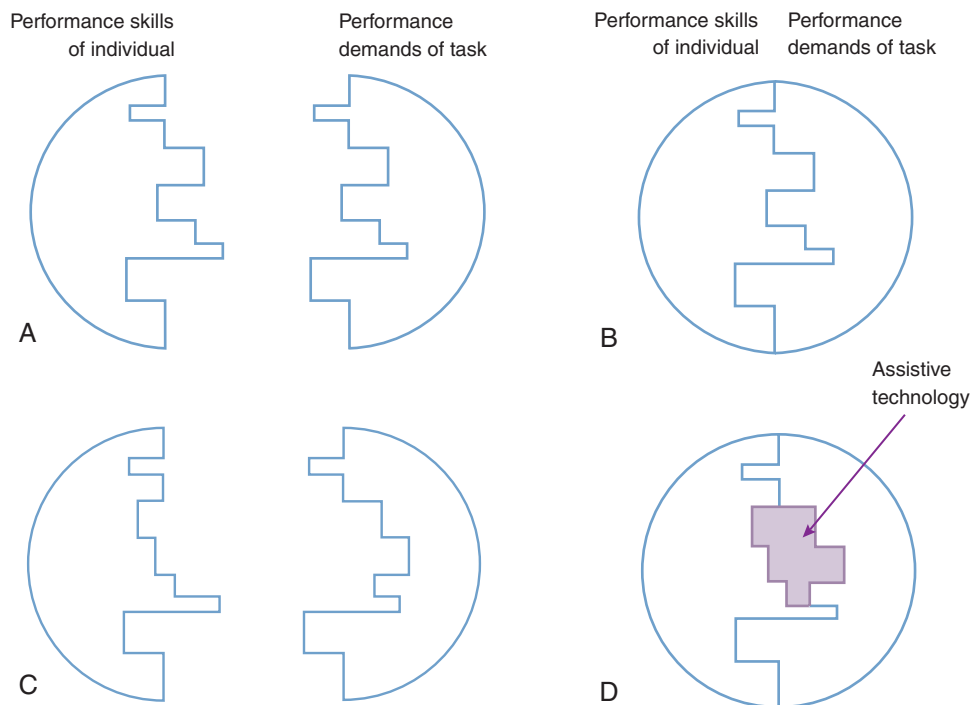 Performance skills
of individual
Performance
demands of task
Performance skills
of individual
Performance
demands of task
A
B
Assistive
technology
C
D